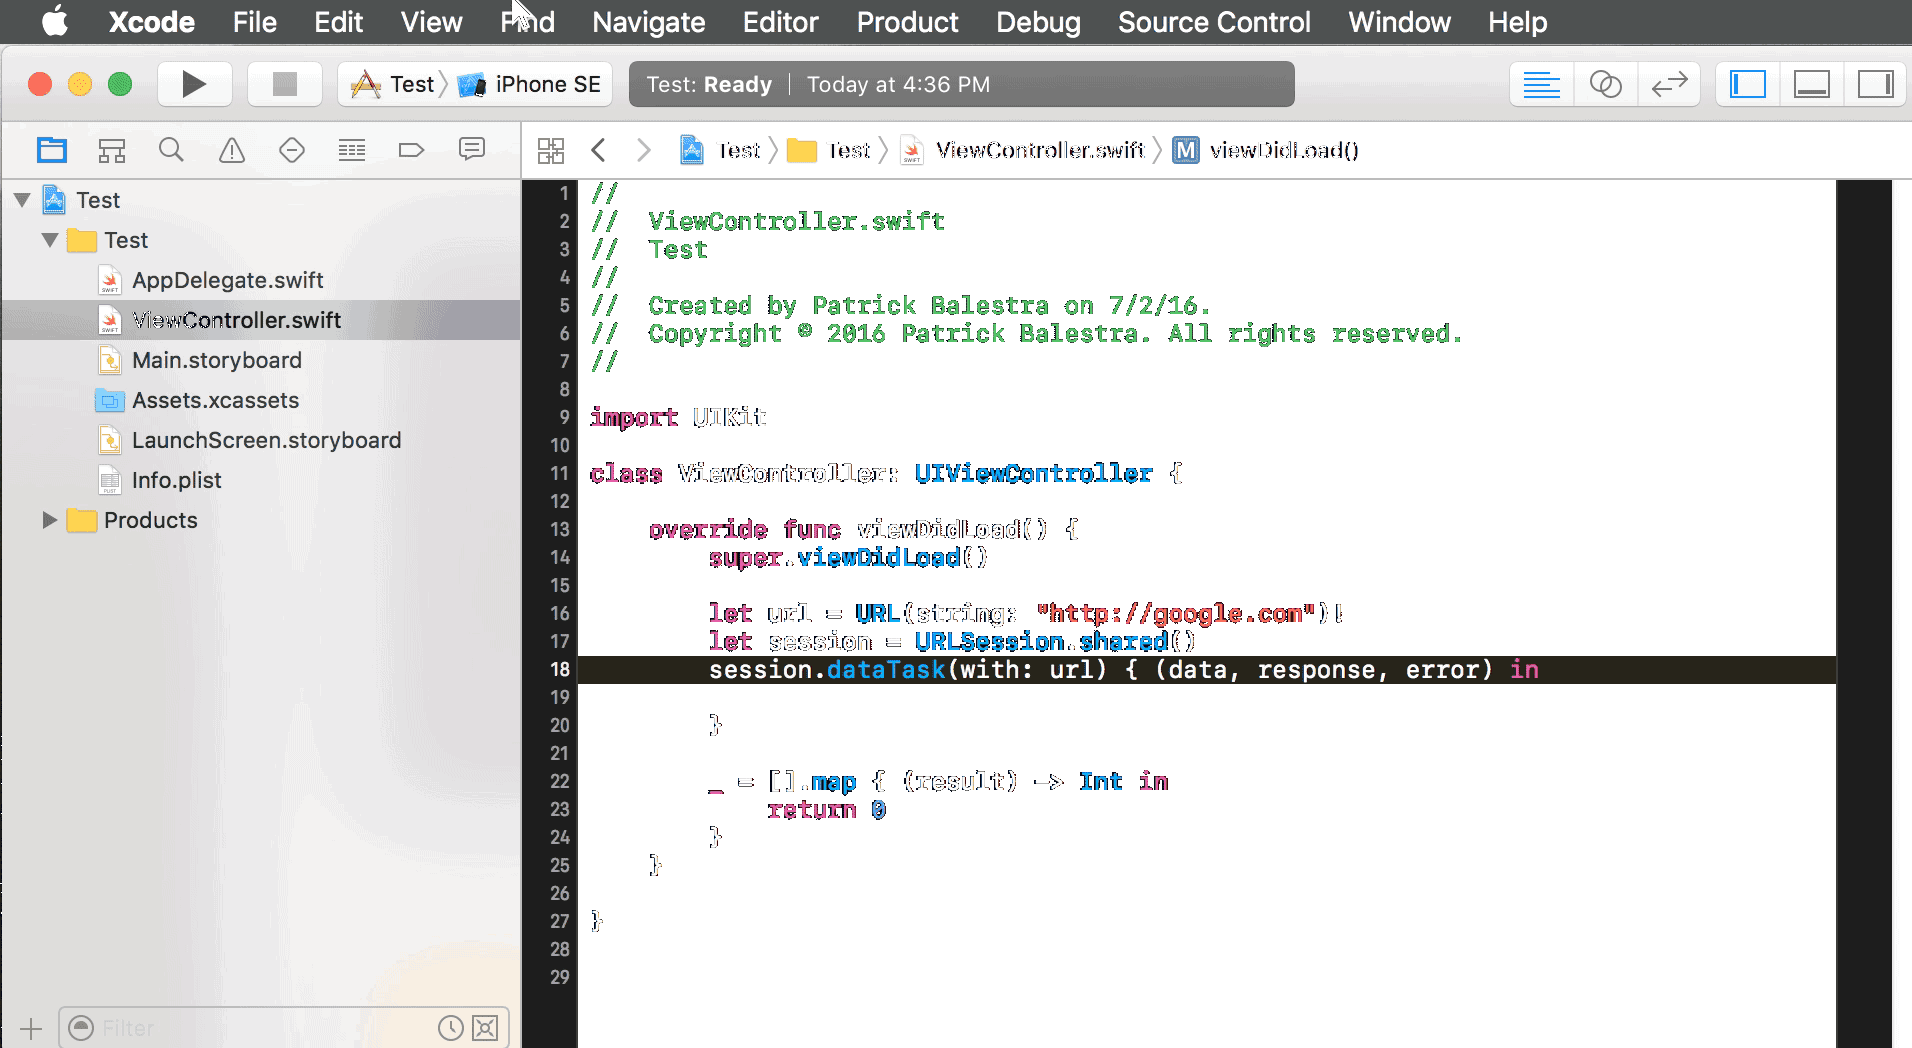 Xcode File Edit View Find Navigate Editor Product Debug Source Control Window Help
Test iPhone SE Test: Ready Today at 4:36 PM
Test Test ViewController.swift M viewDidLoad()
Test
Test
AppDelegate.swift
ViewController.swift
Main.storyboard
Assets.xcassets
LaunchScreen.storyboard
Info.plist
Products
Filter
1 //
2 //  ViewController.swift
3 //  Test
4 //
5 //  Created by Patrick Balestra on 7/2/16.
6 //  Copyright © 2016 Patrick Balestra. All rights reserved.
7 //
8
9 import UIKit
10
11 class ViewController: UIViewController {
12
13     override func viewDidLoad() {
14         super.viewDidLoad()
15
16         let url = URL(string: "http://google.com")!
17         let session = URLSession.shared()
18         session.dataTask(with: url) { (data, response, error) in
19
20         }
21
22         _ = [].map { (result) -> Int in
23             return 0
24         }
25     }
26
27 }
28
29